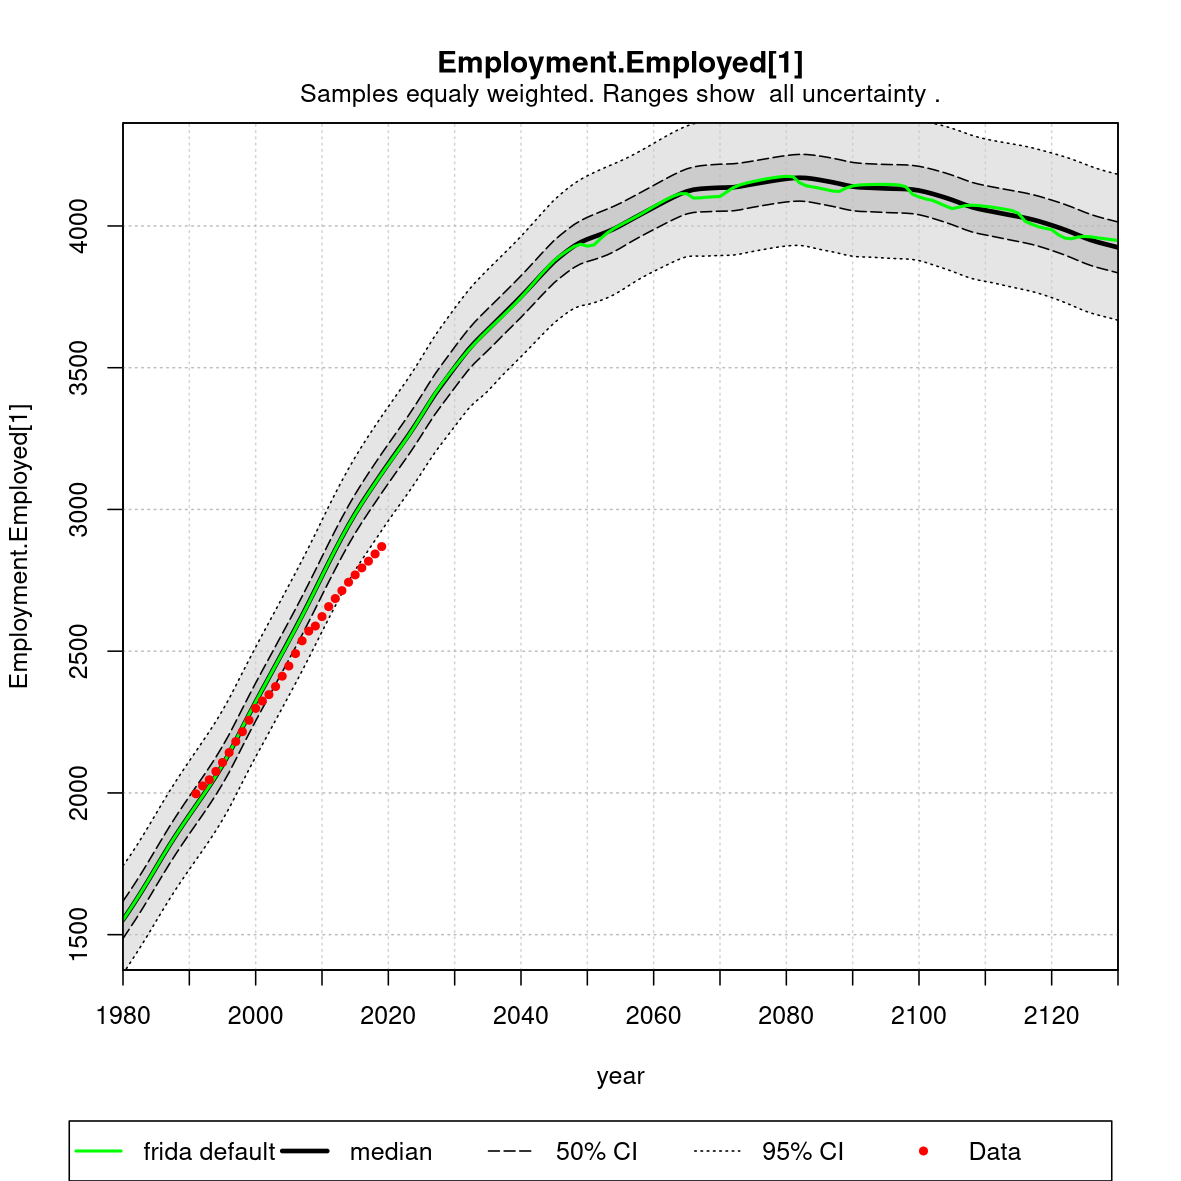 Employment.Employed[1]
Samples equaly weighted. Ranges show  all uncertainty .
Employment.Employed[1]
4000
3500
3000
2500
2000
1500
1980 2000 2020 2040 2060 2080 2100 2120
year
frida default median 50% CI 95% CI Data